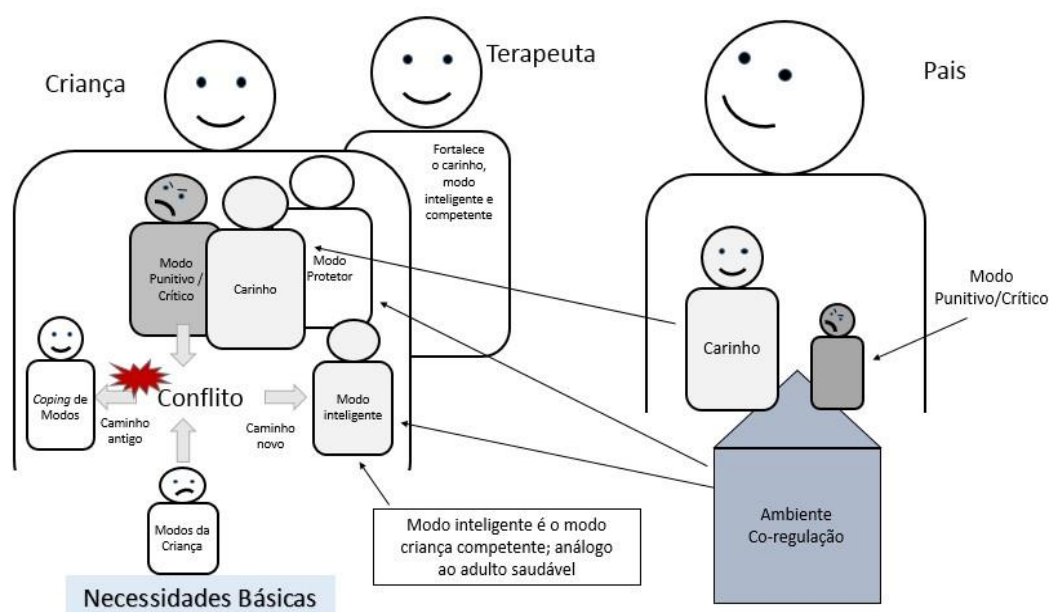 Criança
Terapeuta
Pais
Fortalece
o carinho,
modo
inteligente e
competente
Modo
Punitivo /
Crítico
Carinho
Modo
Protetor
Modo
Punitivo/Crítico
Carinho
Coping de
Modos
Caminho
antigo
Conflito
Caminho
novo
Modo
inteligente
Modos da
Criança
Modo inteligente é o modo
criança competente; análogo
ao adulto saudável
Ambiente
Co-regulação
Necessidades Básicas